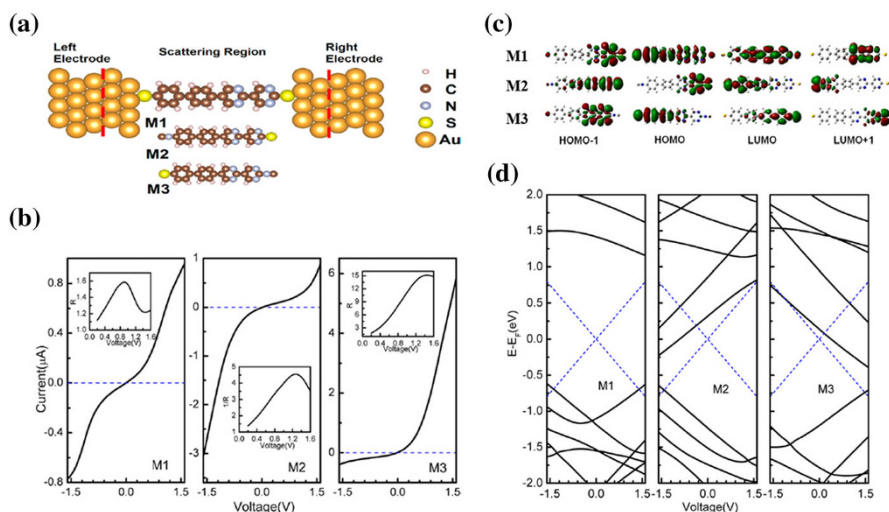 (a)
Left
Electrode
Scattering Region
Right
Electrode
H
C
N
S
Au
M1
M2
M3
(b)
Current(μA)
0.8
0.4
0.0
-0.4
-0.8
-1.5 0.0 1.5
M1
R
1.6
1.4
1.2
1.0
0.0 0.4 0.8 1.2 1.6
Voltage(V)
1
0
-1
-2
-3
-1.5 0.0 1.5
M2
1/R
5
4
3
2
1
0.0 0.4 0.8 1.2 1.6
Voltage(V)
6
4
2
0
-1.5 0.0 1.5
M3
R
15
12
9
6
3
0.0 0.4 0.8 1.2 1.6
Voltage(V)
Voltage(V)
(c)
M1
M2
M3
HOMO-1 HOMO LUMO LUMO+1
(d)
E-EF(eV)
2.0
1.5
1.0
0.5
0.0
-0.5
-1.0
-1.5
-2.0
M1
M2
M3
-1.5 0.0 1.5 -1.5 0.0 1.5 -1.5 0.0 1.5
Voltage(V)